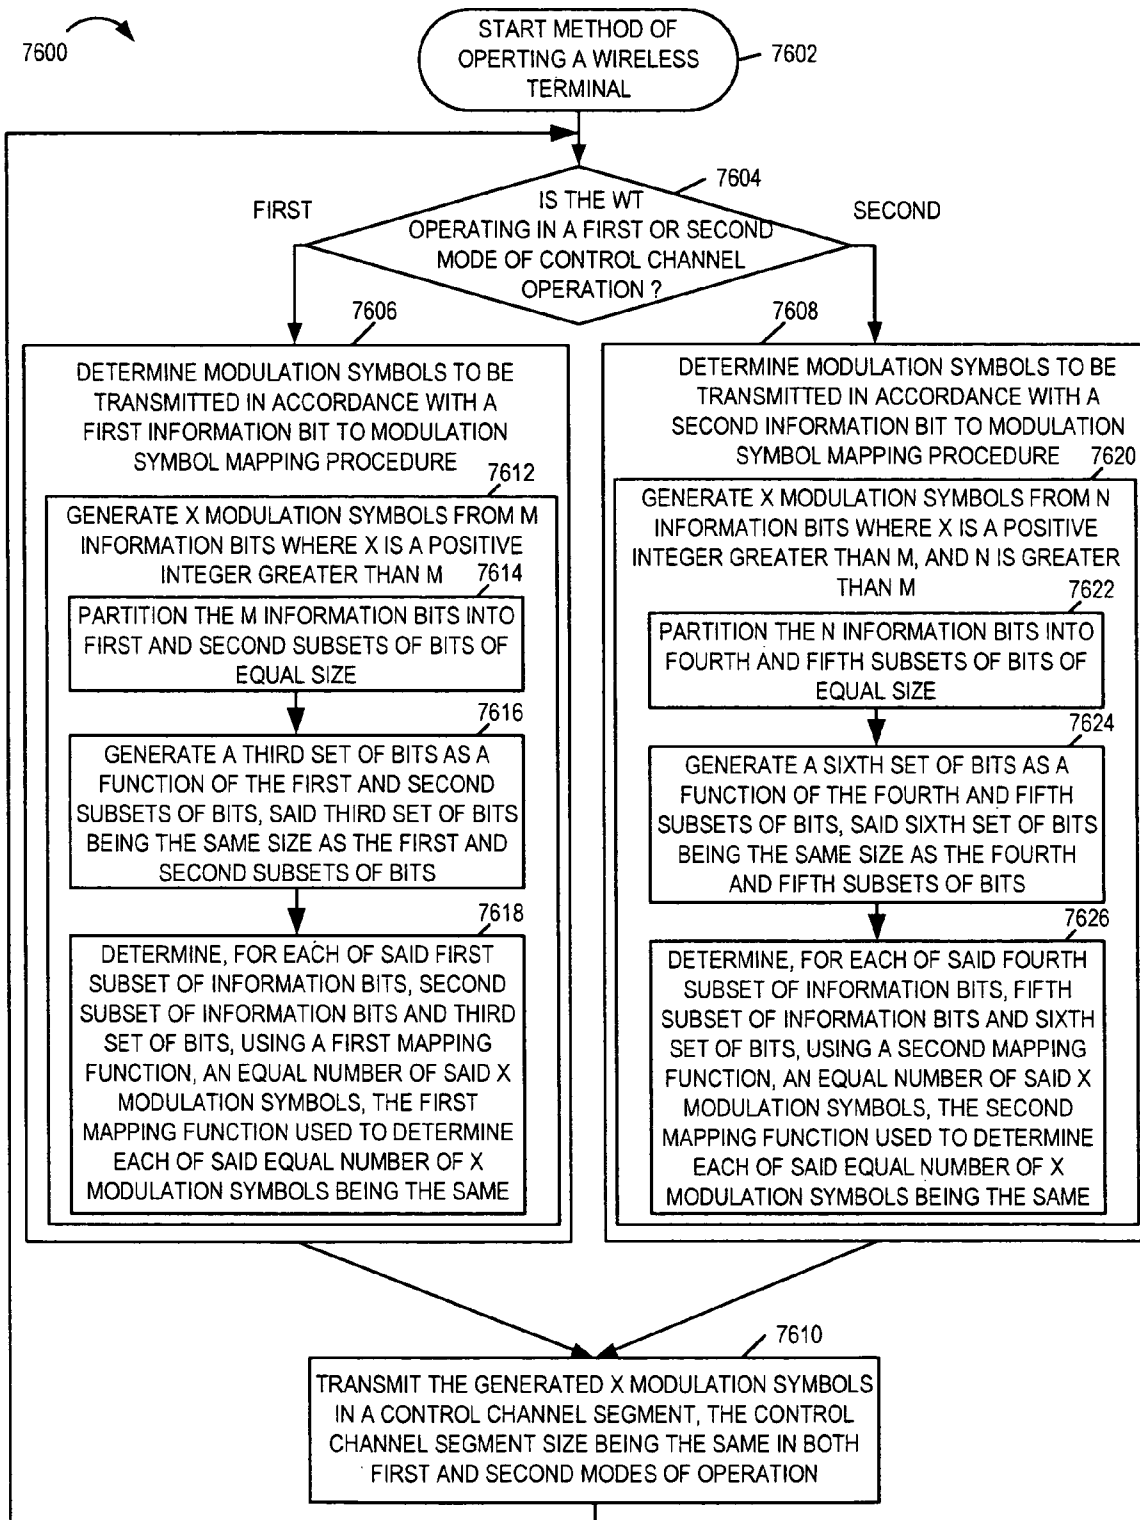 7600
START METHOD OF
OPERTING A WIRELESS
TERMINAL
7602
7604
IS THE WT
OPERATING IN A FIRST OR SECOND
MODE OF CONTROL CHANNEL
OPERATION ?
FIRST
SECOND
7606
DETERMINE MODULATION SYMBOLS TO BE
TRANSMITTED IN ACCORDANCE WITH A
FIRST INFORMATION BIT TO MODULATION
SYMBOL MAPPING PROCEDURE
7612
GENERATE X MODULATION SYMBOLS FROM M
INFORMATION BITS WHERE X IS A POSITIVE
INTEGER GREATER THAN M
7614
PARTITION THE M INFORMATION BITS INTO
FIRST AND SECOND SUBSETS OF BITS OF
EQUAL SIZE
7616
GENERATE A THIRD SET OF BITS AS A
FUNCTION OF THE FIRST AND SECOND
SUBSETS OF BITS, SAID THIRD SET OF BITS
BEING THE SAME SIZE AS THE FIRST AND
SECOND SUBSETS OF BITS
7618
DETERMINE, FOR EACH OF SAID FIRST
SUBSET OF INFORMATION BITS, SECOND
SUBSET OF INFORMATION BITS AND THIRD
SET OF BITS, USING A FIRST MAPPING
FUNCTION, AN EQUAL NUMBER OF SAID X
MODULATION SYMBOLS, THE FIRST
MAPPING FUNCTION USED TO DETERMINE
EACH OF SAID EQUAL NUMBER OF X
MODULATION SYMBOLS BEING THE SAME
7608
DETERMINE MODULATION SYMBOLS TO BE
TRANSMITTED IN ACCORDANCE WITH A
SECOND INFORMATION BIT TO MODULATION
SYMBOL MAPPING PROCEDURE
7620
GENERATE X MODULATION SYMBOLS FROM N
INFORMATION BITS WHERE X IS A POSITIVE
INTEGER GREATER THAN M, AND N IS GREATER
THAN M
7622
PARTITION THE N INFORMATION BITS INTO
FOURTH AND FIFTH SUBSETS OF BITS OF
EQUAL SIZE
7624
GENERATE A SIXTH SET OF BITS AS A
FUNCTION OF THE FOURTH AND FIFTH
SUBSETS OF BITS, SAID SIXTH SET OF BITS
BEING THE SAME SIZE AS THE FOURTH
AND FIFTH SUBSETS OF BITS
7626
DETERMINE, FOR EACH OF SAID FOURTH
SUBSET OF INFORMATION BITS, FIFTH
SUBSET OF INFORMATION BITS AND SIXTH
SET OF BITS, USING A SECOND MAPPING
FUNCTION, AN EQUAL NUMBER OF SAID X
MODULATION SYMBOLS, THE SECOND
MAPPING FUNCTION USED TO DETERMINE
EACH OF SAID EQUAL NUMBER OF X
MODULATION SYMBOLS BEING THE SAME
7610
TRANSMIT THE GENERATED X MODULATION SYMBOLS
IN A CONTROL CHANNEL SEGMENT, THE CONTROL
CHANNEL SEGMENT SIZE BEING THE SAME IN BOTH
FIRST AND SECOND MODES OF OPERATION